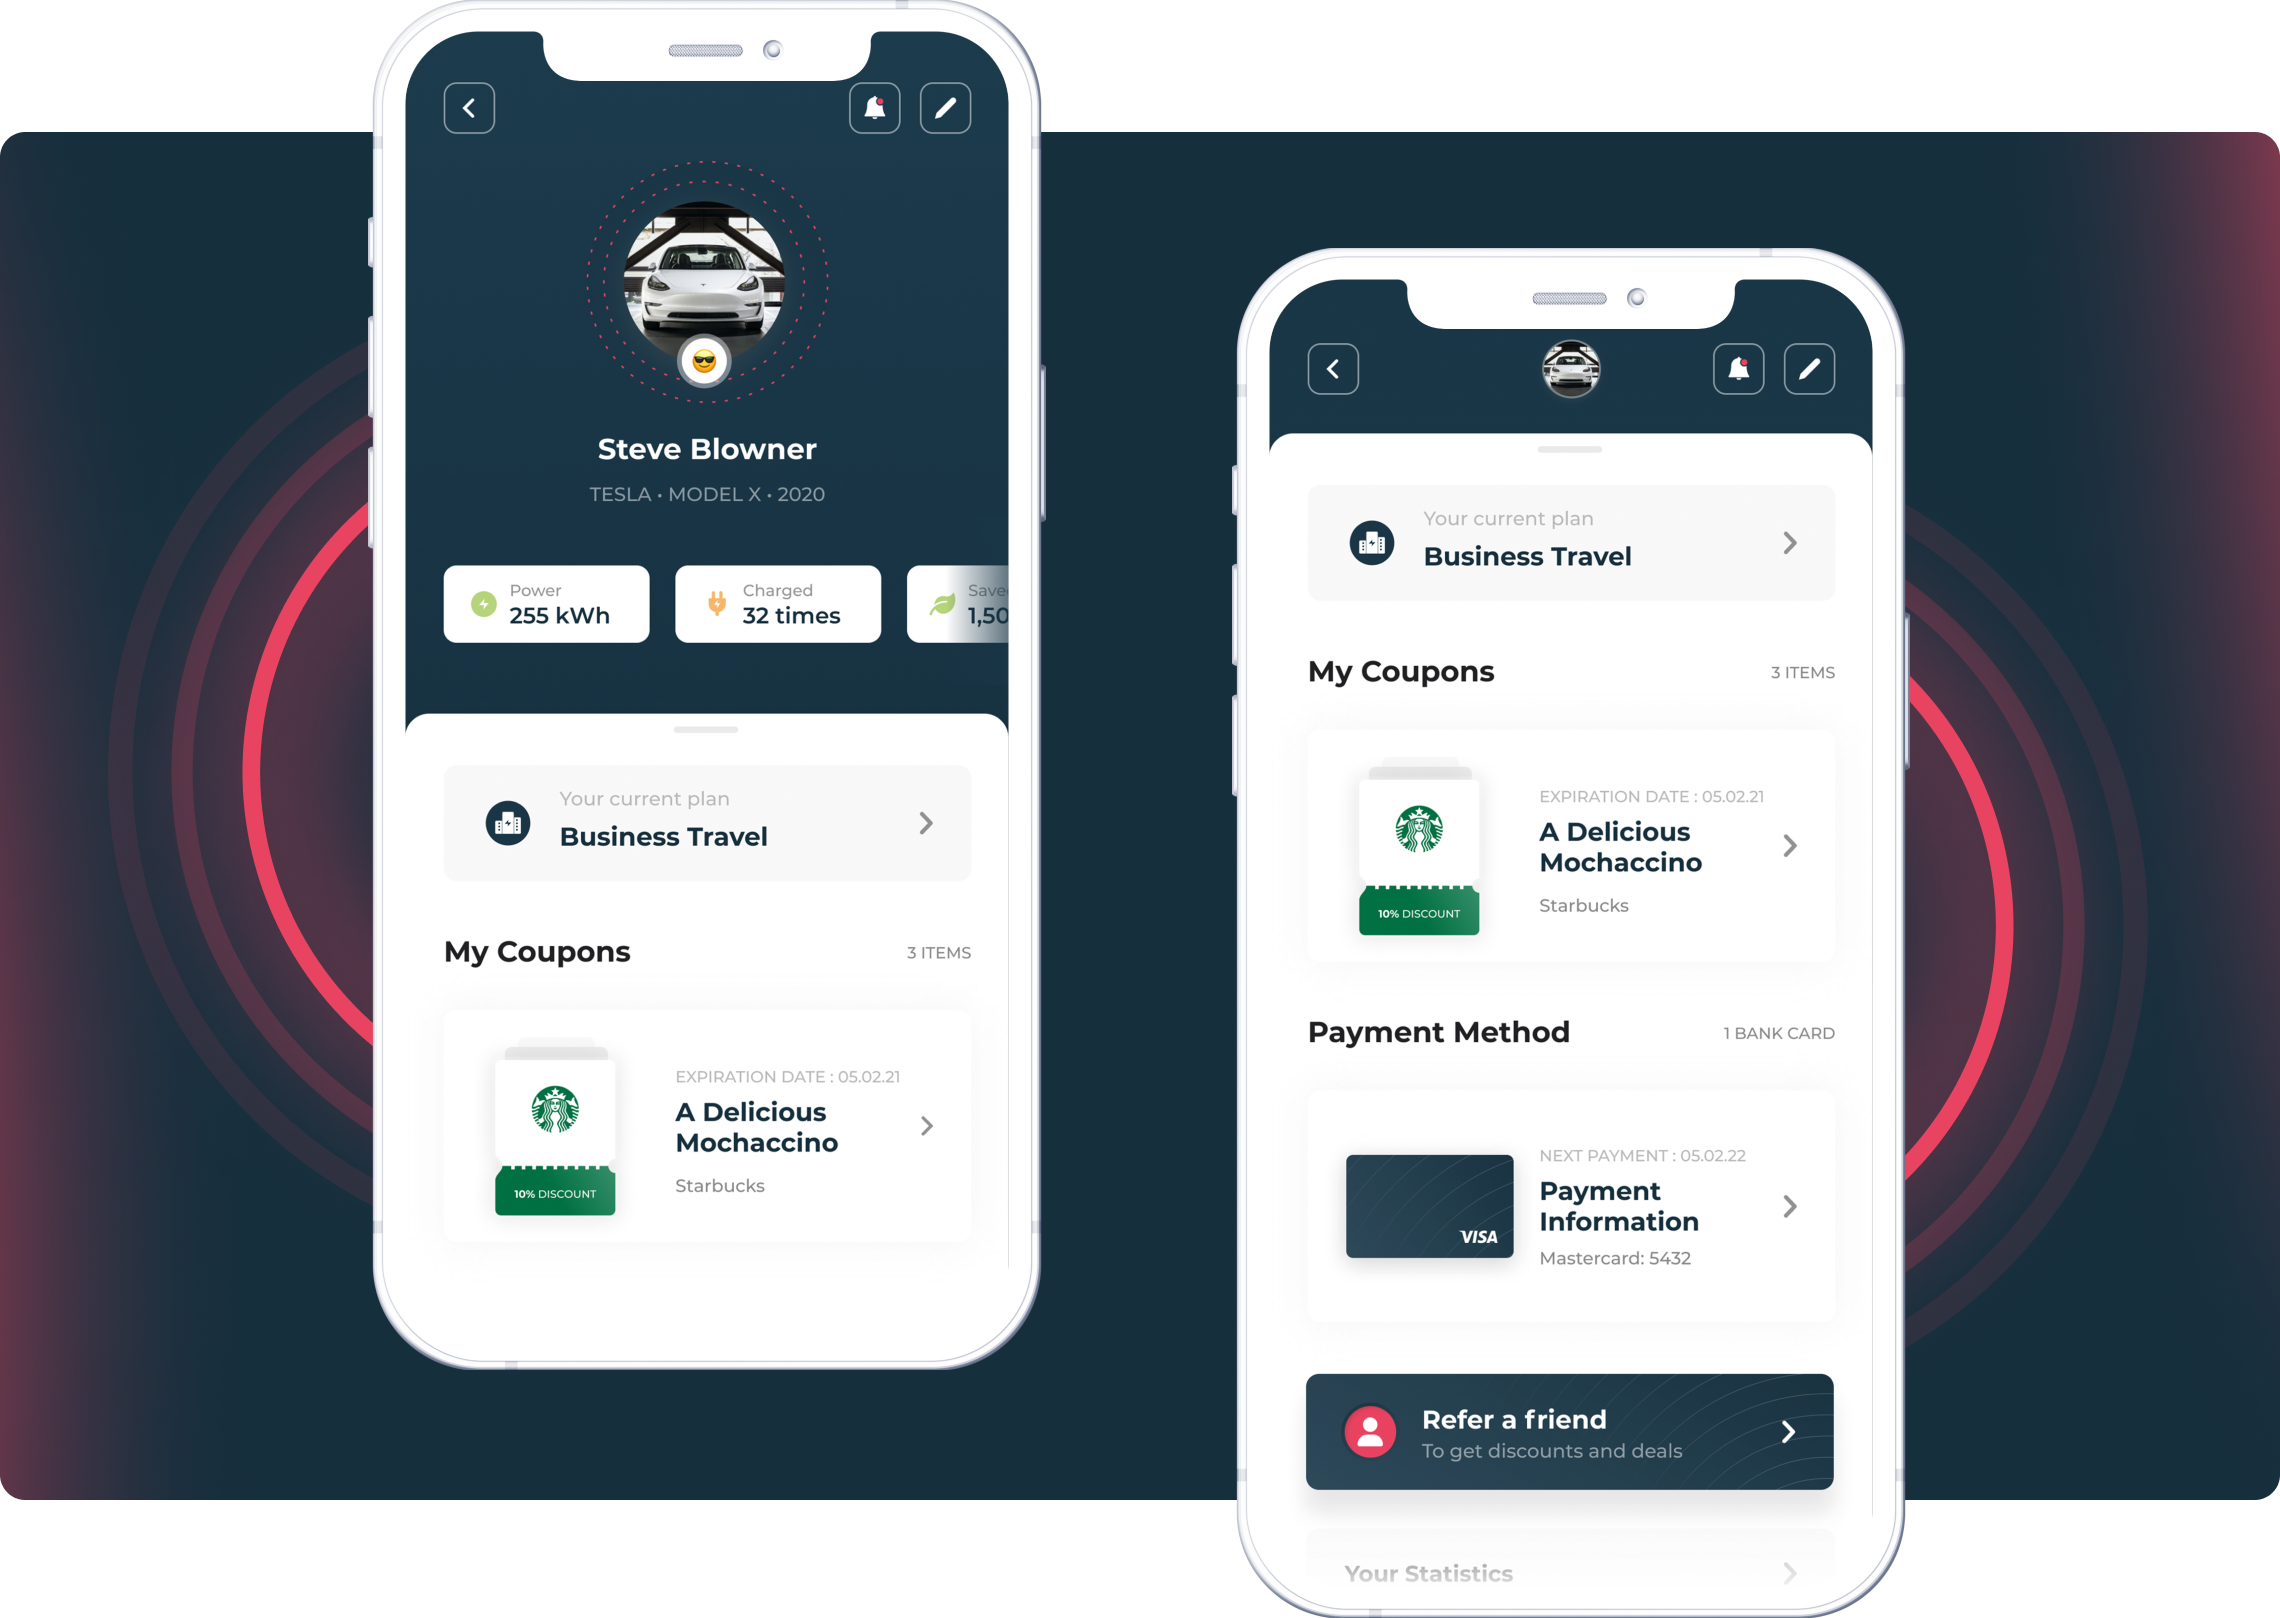 Steve Blowner
TESLA • MODEL X • 2020
Power
255 kWh
Charged
32 times
Your current plan
Business Travel
My Coupons
3 ITEMS
10% DISCOUNT
EXPIRATION DATE : 05.02.21
A Delicious
Mochaccino
Starbucks
Your current plan
Business Travel
My Coupons
3 ITEMS
10% DISCOUNT
EXPIRATION DATE : 05.02.21
A Delicious
Mochaccino
Starbucks
Payment Method
1 BANK CARD
VISA
NEXT PAYMENT : 05.02.22
Payment
Information
Mastercard: 5432
Refer a friend
To get discounts and deals
Your Statistics